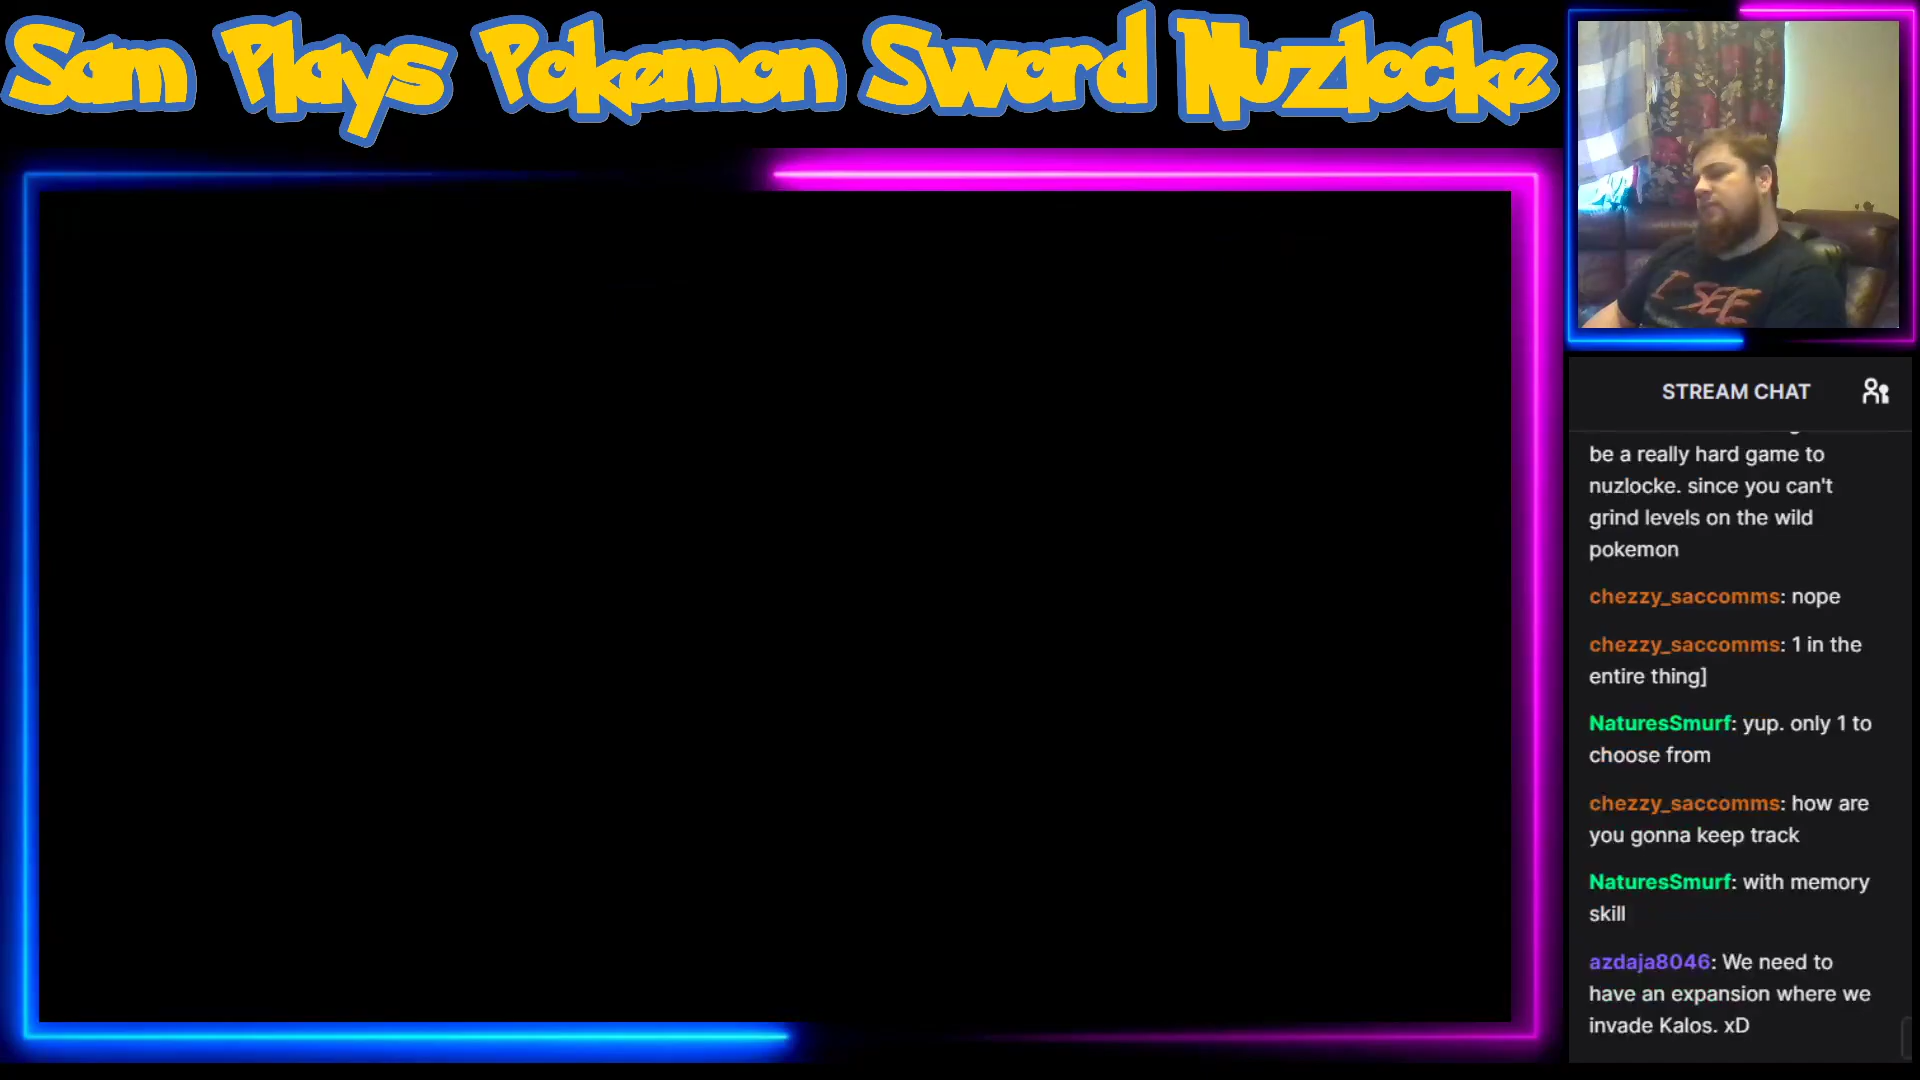 Sam Plays Pokemon Sword Nuzlocke
I SEE
STREAM CHAT
be a really hard game to
nuzlocke. since you can't
grind levels on the wild
pokemon
chezzy_saccomms: nope
chezzy_saccomms: 1 in the
entire thing]
NaturesSmurf: yup. only 1 to
choose from
chezzy_saccomms: how are
you gonna keep track
NaturesSmurf: with memory
skill
azdaja8046: We need to
have an expansion where we
invade Kalos. xD